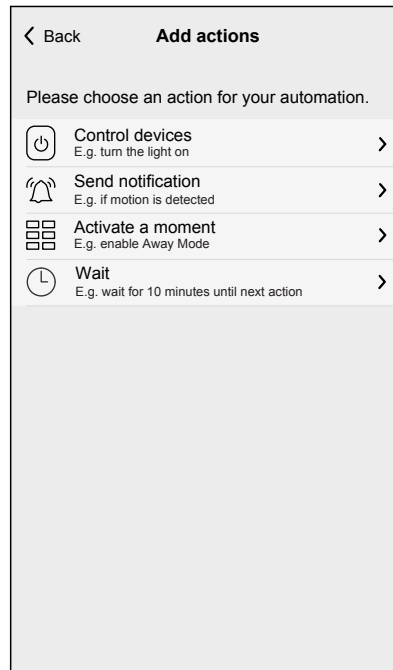 Back
Add actions
Please choose an action for your automation.
Control devices
E.g. turn the light on
Send notification
E.g. if motion is detected
Activate a moment
E.g. enable Away Mode
Wait
E.g. wait for 10 minutes until next action